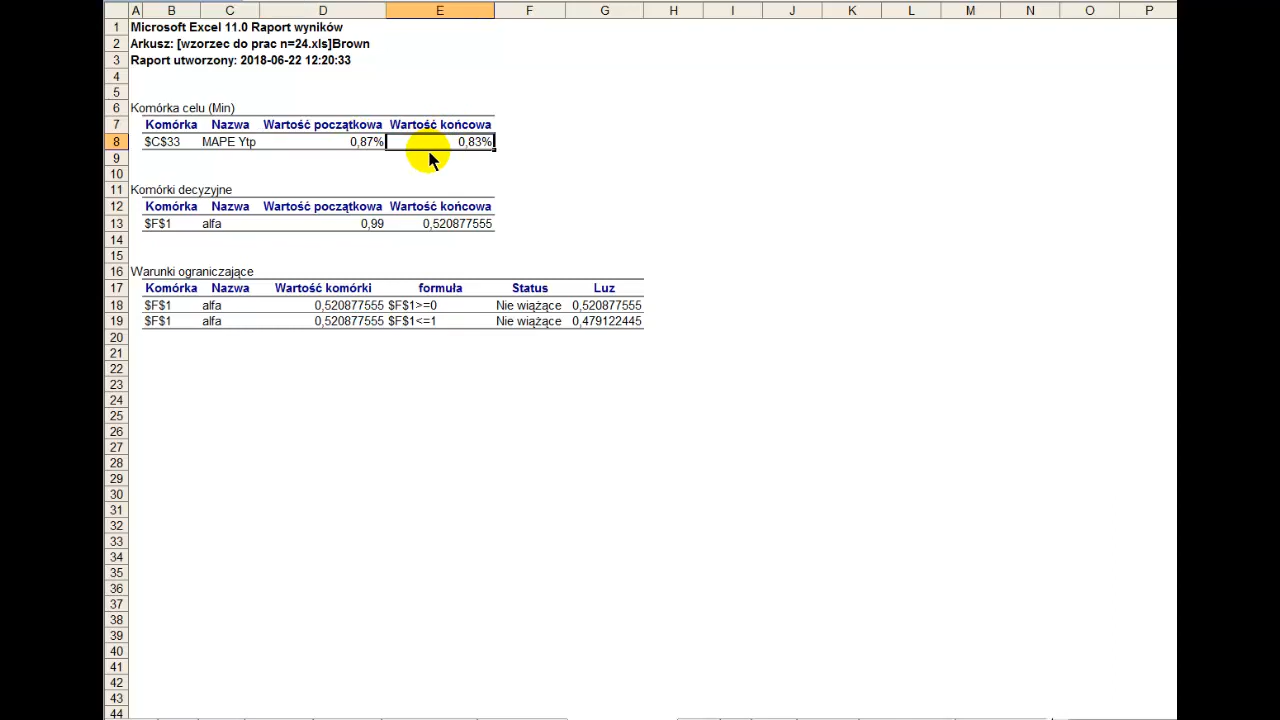 A B C D E F G H I J K L M N O P
1 Microsoft Excel 11.0 Raport wyników
2 Arkusz: [wzorzec do prac n=24.xls]Brown
3 Raport utworzony: 2018-06-22 12:20:33
4
5
6 Komórka celu (Min)
7 Komórka Nazwa Wartość początkowa Wartość końcowa
8 $C$33 MAPE Ytp 0,87% 0,83%
9
10
11 Komórki decyzyjne
12 Komórka Nazwa Wartość początkowa Wartość końcowa
13 $F$1 alfa 0,99 0,520877555
14
15
16 Warunki ograniczające
17 Komórka Nazwa Wartość komórki formuła Status Luz
18 $F$1 alfa 0,520877555 $F$1>=0 Nie wiążące 0,520877555
19 $F$1 alfa 0,520877555 $F$1<=1 Nie wiążące 0,479122445
20
21
22
23
24
25
26
27
28
29
30
31
32
33
34
35
36
37
38
39
40
41
42
43
44